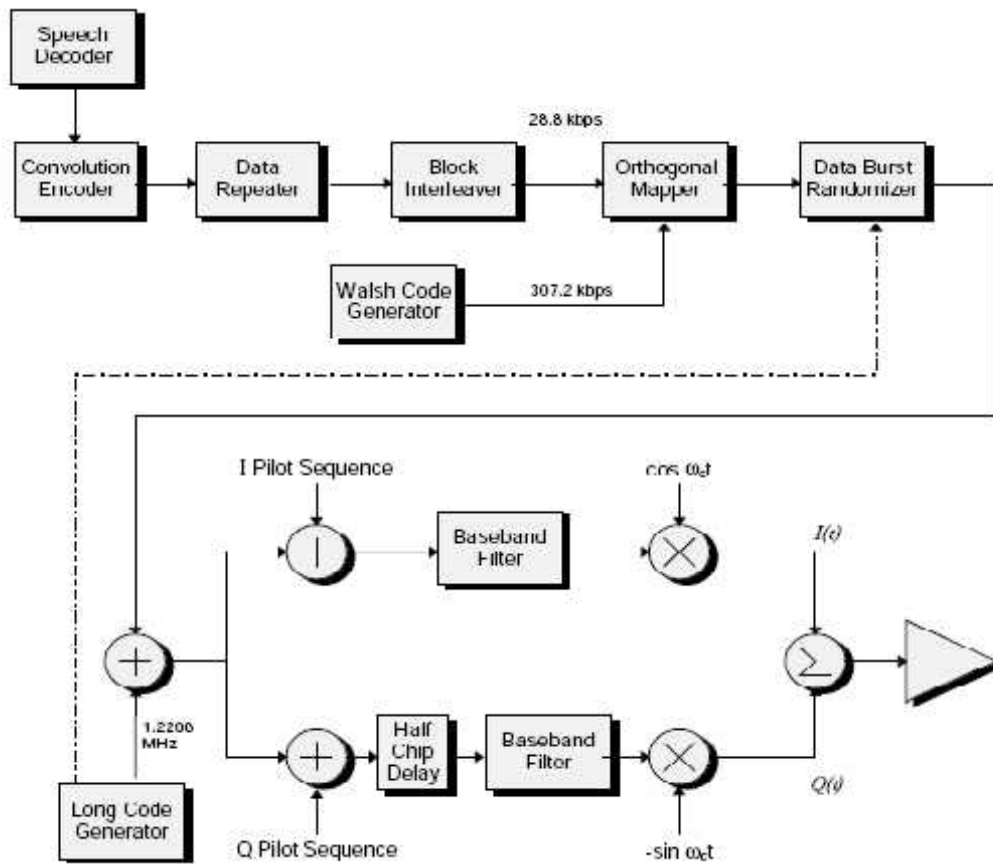 Speech
Decoder
28.8 kbps
Convolution
Encoder
Data
Repeater
Block
Interleaver
Orthogonal
Mapper
Data Burst
Randomizer
Walsh Code
Generator
307.2 kbps
I Pilot Sequence
cos ωct
Baseband
Filter
I(t)
+
×
Σ
1.2288
MHz
+
Half
Chip
Delay
Baseband
Filter
×
Q(t)
Long Code
Generator
Q Pilot Sequence
-sin ωct